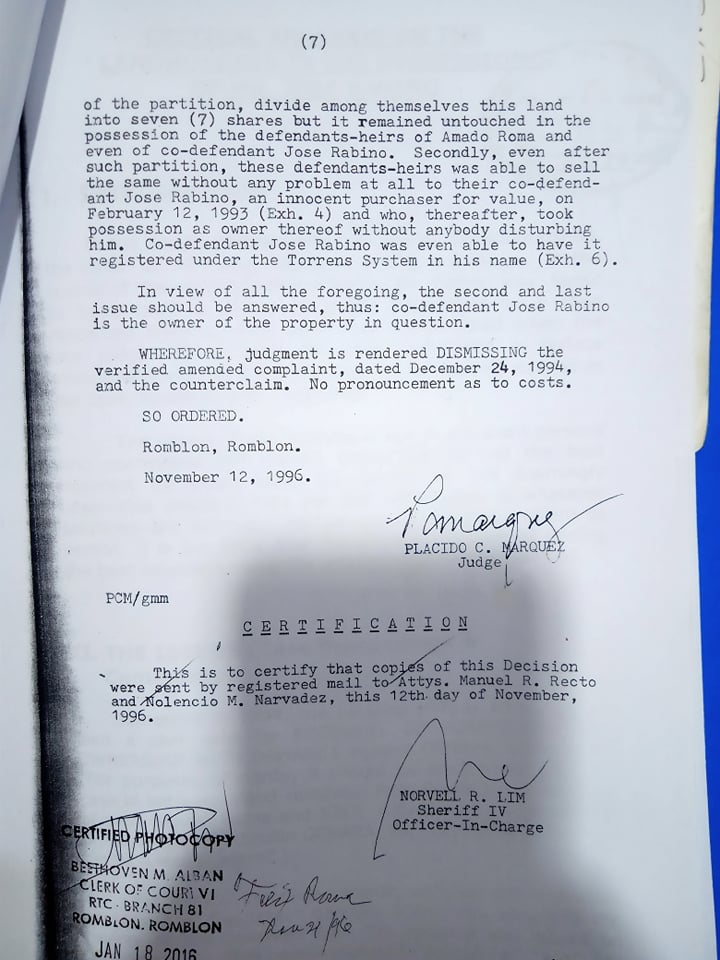 (7)
of the partition, divide among themselves this land
into seven (7) shares but it remained untouched in the
possession of the defendants-heirs of Amado Roma and
even of co-defendant Jose Rabino.  Secondly, even  after
such partition, these defendants-heirs was able to sell
the same without any problem at all to their co-defend-
ant Jose Rabino, an innocent purchaser for value, on
February 12, 1993 (Exh. 4) and who, thereafter, took
possession as owner thereof without anybody disturbing
him.  Co-defendant Jose Rabino was even able to have it
registered under the Torrens System in his name (Exh. 6).
In view of all the foregoing, the second and last
issue should be answered, thus: co-defendant Jose Rabino
is the owner of the property in question.
WHEREFORE, judgment is rendered DISMISSING the
verified amended complaint, dated December 24, 1994,
and the counterclaim.  No pronouncement as to costs.
SO ORDERED.
Romblon, Romblon.
November 12, 1996.
PLACIDO C. MARQUEZ
Judge
PCM/gmm
C E R T I F I C A T I O N
This is to certify that copies of this Decision
were sent by registered mail to Attys. Manuel R. Recto
and Nolencio M. Narvadez, this 12th day of November,
1996.
NORVELL R. LIM
Sheriff IV
Officer-In-Charge
CERTIFIED PHOTOCOPY
BEETHOVEN M. ALBAN
CLERK OF COURT VI
RTC - BRANCH 81
ROMBLON, ROMBLON
JAN 18 2016
Roma